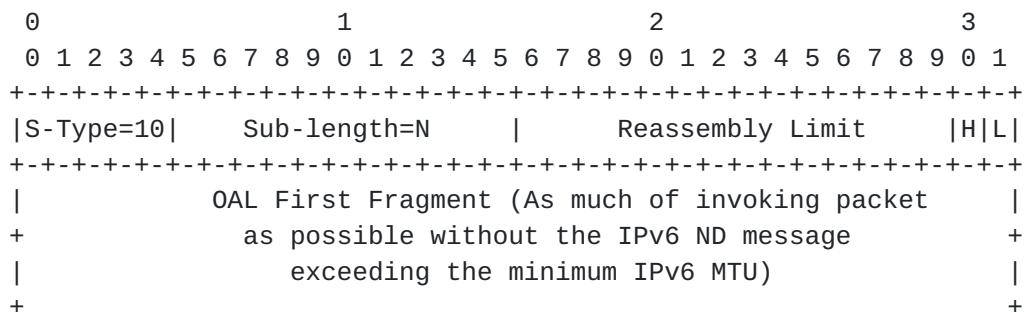 0                   1                   2                   3
 0 1 2 3 4 5 6 7 8 9 0 1 2 3 4 5 6 7 8 9 0 1 2 3 4 5 6 7 8 9 0 1
+-+-+-+-+-+-+-+-+-+-+-+-+-+-+-+-+-+-+-+-+-+-+-+-+-+-+-+-+-+-+-+-+
|S-Type=10|    Sub-length=N     |      Reassembly Limit     |H|L|
+-+-+-+-+-+-+-+-+-+-+-+-+-+-+-+-+-+-+-+-+-+-+-+-+-+-+-+-+-+-+-+-+
|            OAL First Fragment (As much of invoking packet     |
+              as possible without the IPv6 ND message          +
|                 exceeding the minimum IPv6 MTU)               |
+                                                               +